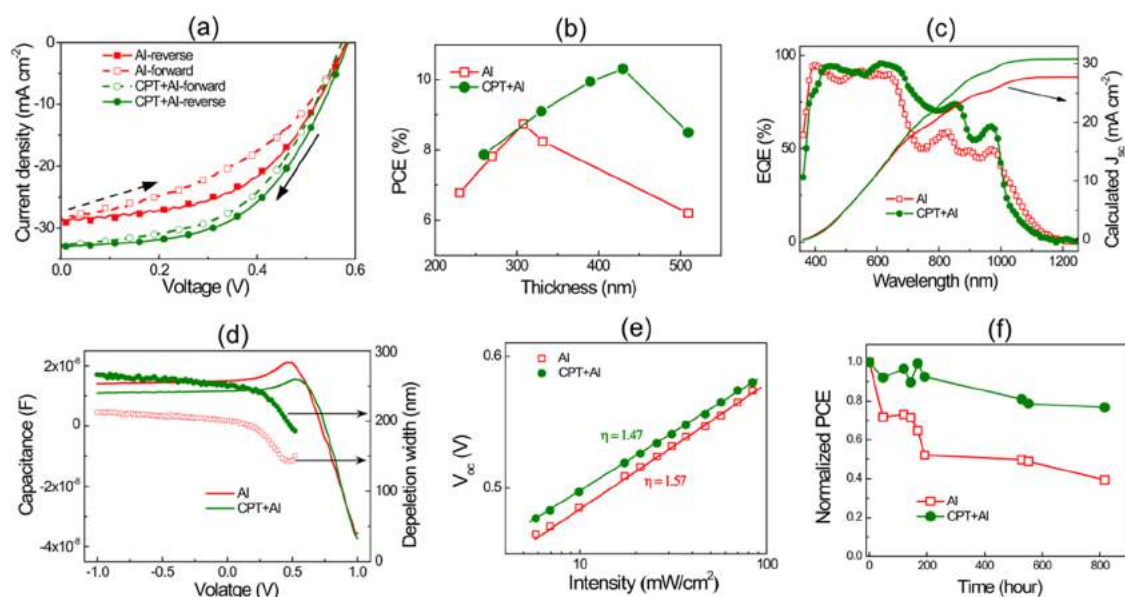 (a)
Current density (mA cm⁻²)
0
-10
-20
-30
Al-reverse
Al-forward
CPT+Al-forward
CPT+Al-reverse
0.0
0.2
0.4
0.6
Voltage (V)
(b)
PCE (%)
10
8
6
Al
CPT+Al
200
300
400
500
Thickness (nm)
(c)
EQE (%)
100
50
0
Al
CPT+Al
400
600
800
1000
1200
Wavelength (nm)
Calculated J_sc (mA cm⁻²)
30
20
10
0
(d)
Capacitance (F)
2x10⁻⁸
0
-2x10⁻⁸
-4x10⁻⁸
Al
CPT+Al
-1.0
-0.5
0.0
0.5
1.0
Volatge (V)
Depeletion width (nm)
300
200
100
0
(e)
V_oc (V)
0.6
0.5
Al
CPT+Al
η = 1.47
η = 1.57
10
100
Intensity (mW/cm²)
(f)
Normalized PCE
1.0
0.8
0.6
0.4
0.2
0.0
Al
CPT+Al
0
200
400
600
800
Time (hour)